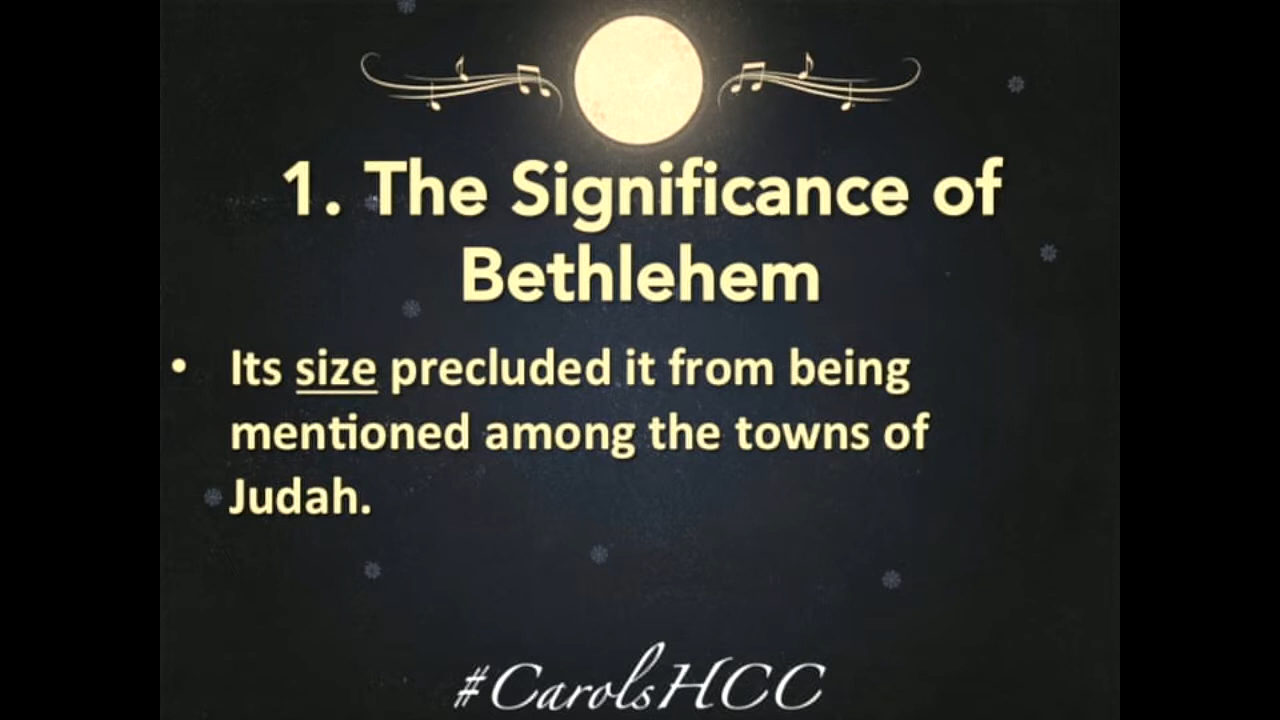 1. The Significance of
Bethlehem
• Its size precluded it from being
mentioned among the towns of
Judah.
#CarolsHCC